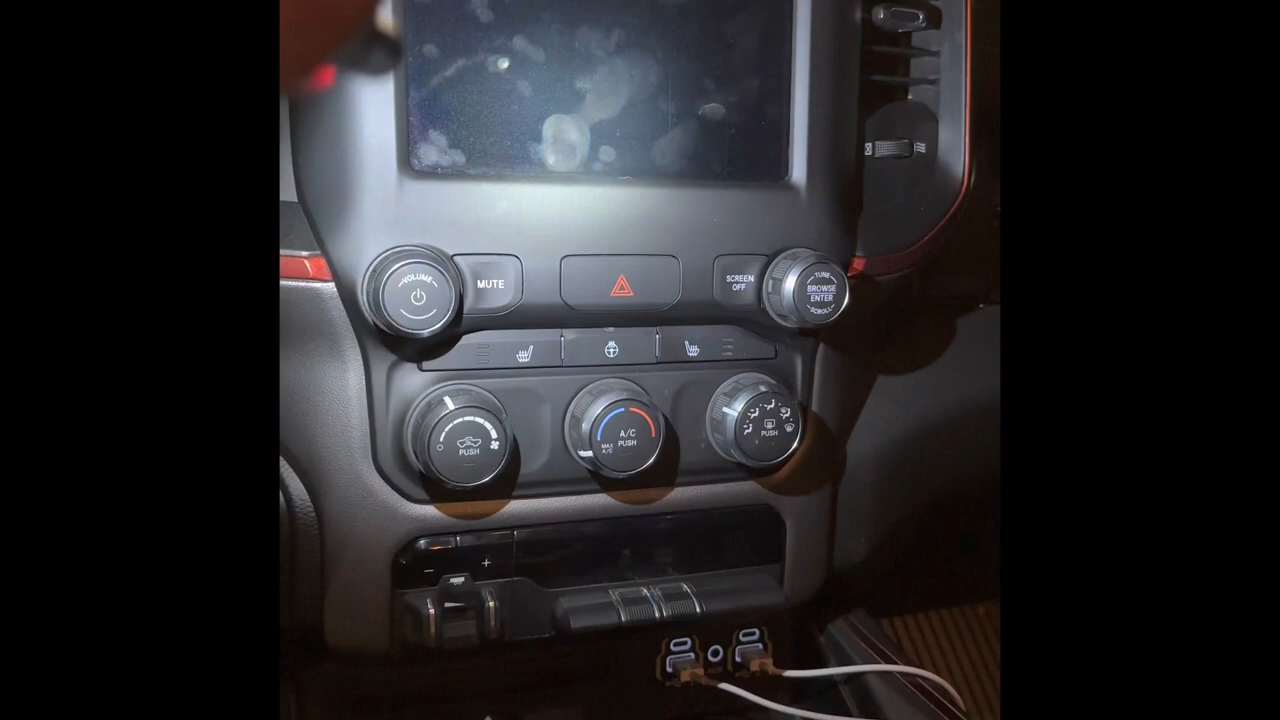 VOLUME
MUTE
SCREEN
OFF
TUNE
BROWSE
ENTER
SCROLL
PUSH
A/C
PUSH
MAX
A/C
PUSH
−
+